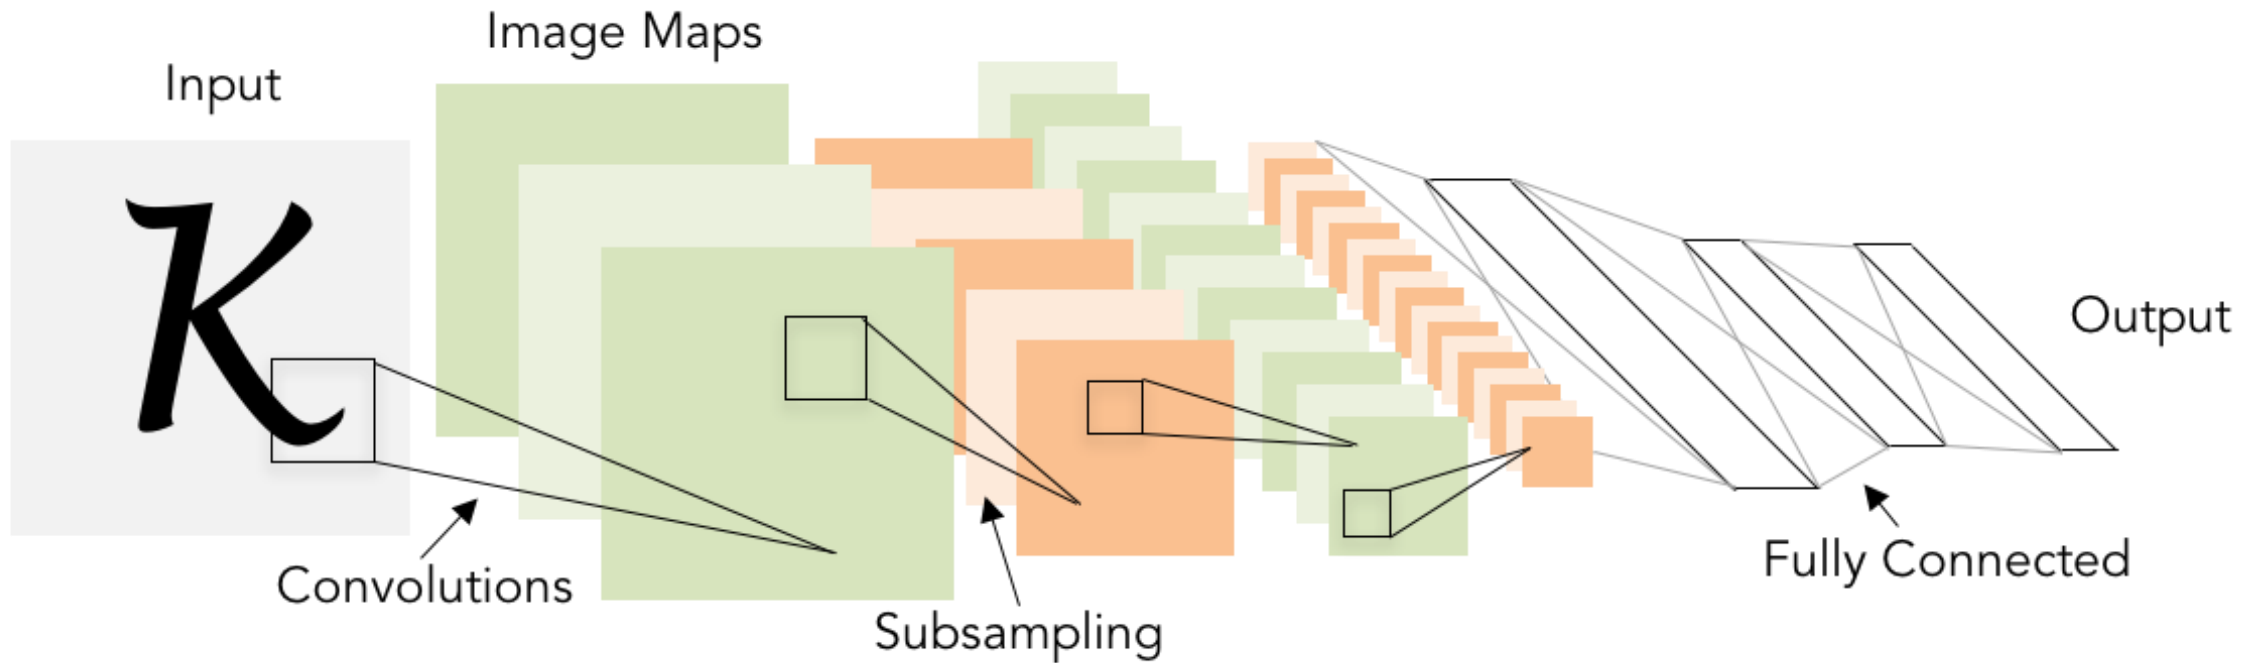 Image Maps
Input
K
Output
Convolutions
Fully Connected
Subsampling